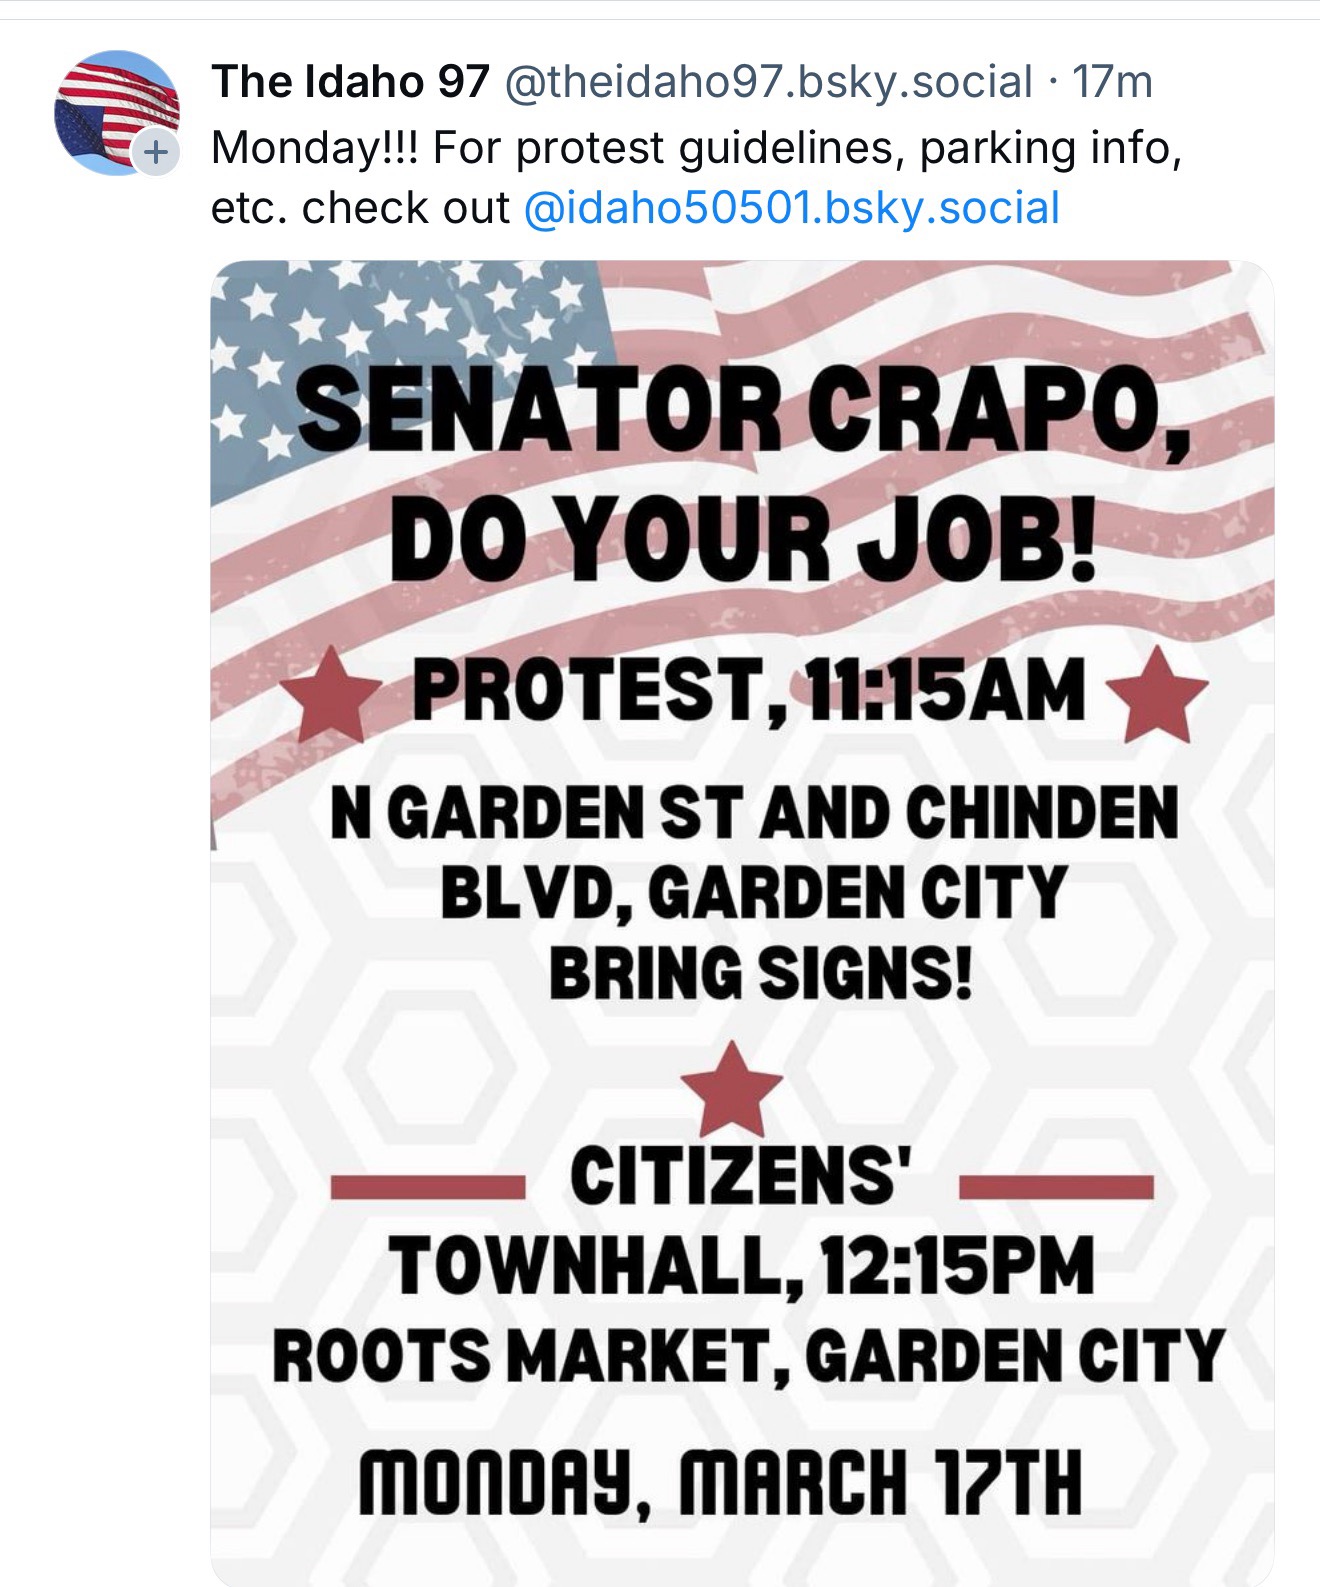 The Idaho 97 @theidaho97.bsky.social · 17m
Monday!!! For protest guidelines, parking info,
etc. check out @idaho50501.bsky.social
SENATOR CRAPO,
DO YOUR JOB!
PROTEST, 11:15AM
N GARDEN ST AND CHINDEN
BLVD, GARDEN CITY
BRING SIGNS!
CITIZENS'
TOWNHALL, 12:15PM
ROOTS MARKET, GARDEN CITY
MONDAY, MARCH 17TH